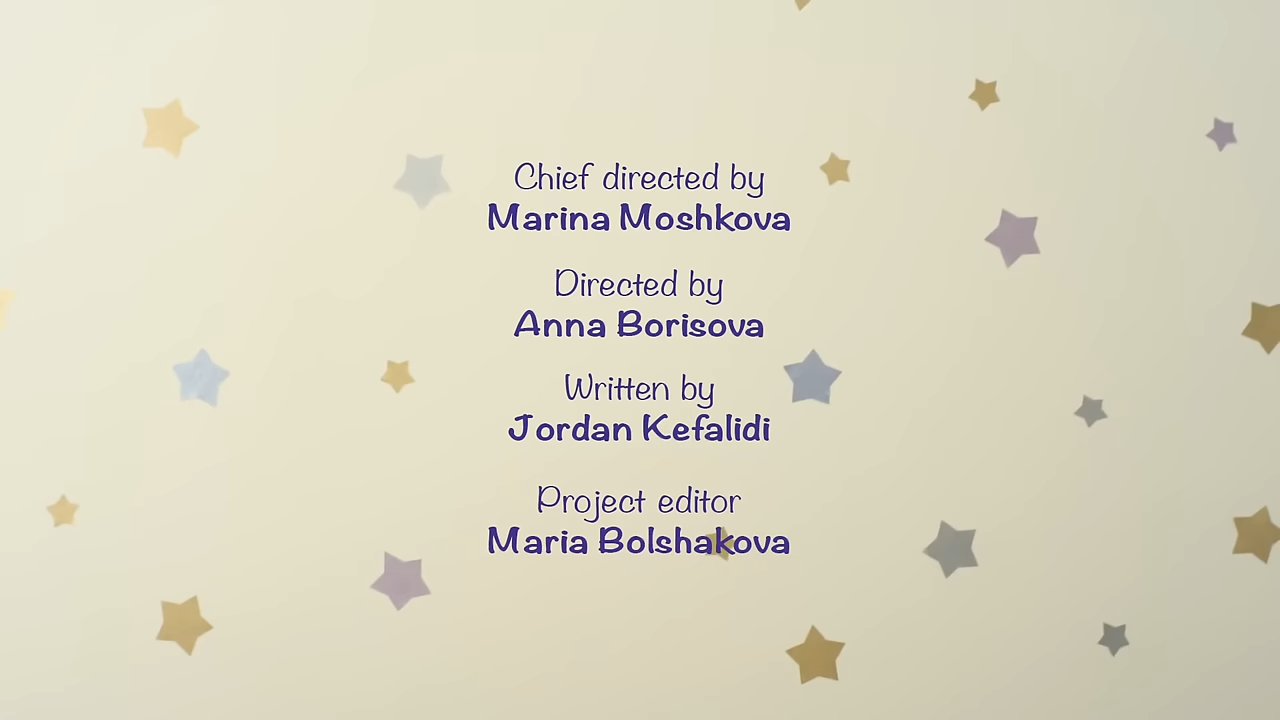 Chief directed by
Marina Moshkova
Directed by
Anna Borisova
Written by
Jordan Kefalidi
Project editor
Maria Bolshakova